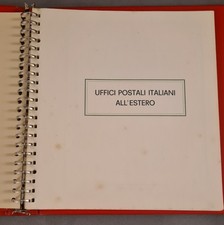 UFFICI POSTALI ITALIANI
ALL'ESTERO